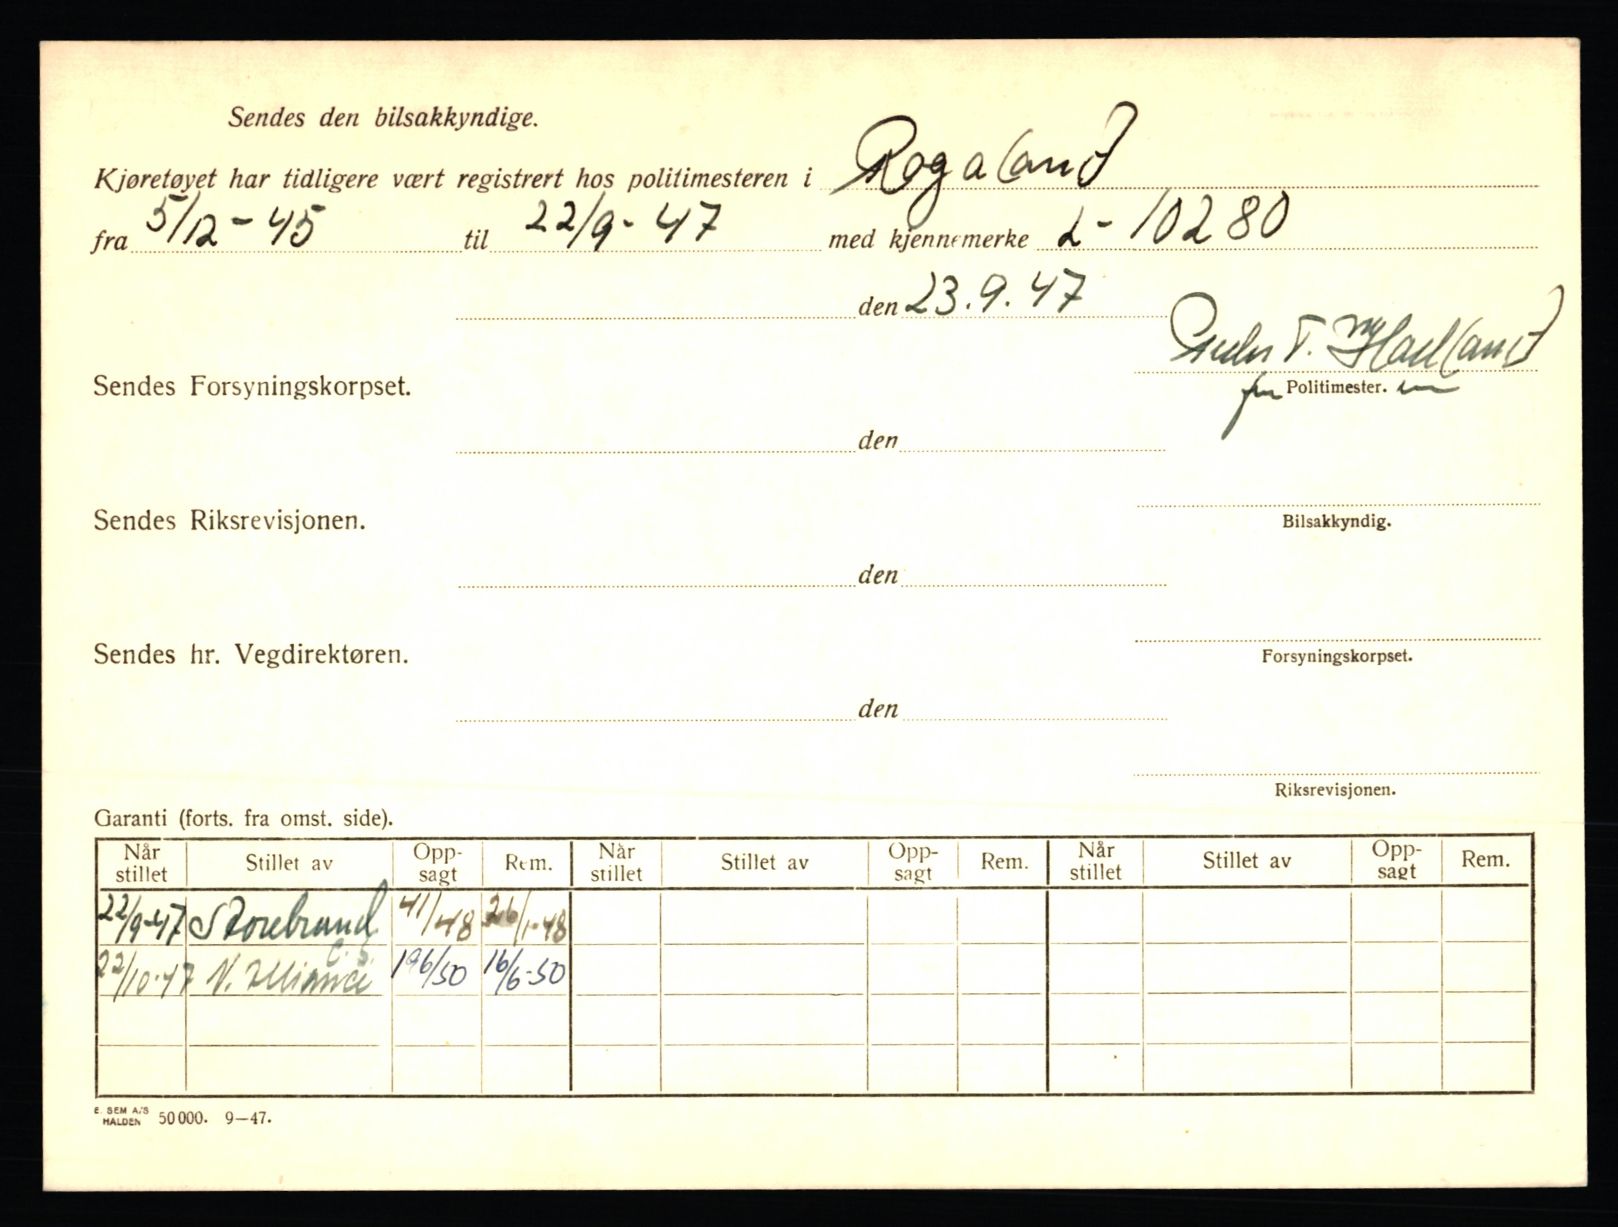 Sendes den bilsakkyndige.
Kjøretøyet har tidligere vært registrert hos politimesteren i Rogaland
fra 5/12-45 til 22/9-47 med kjennemerke L-10280
den 23.9.47
T.
Sendes Forsyningskorpset.
Politimester.
den
Sendes Riksrevisjonen.
Bilsakkyndig.
den
Sendes hr. Vegdirektøren.
Forsyningskorpset.
den
Riksrevisjonen.
Garanti (forts. fra omst. side).
Når stillet Stillet av Opp-sagt Rem. Når stillet Stillet av Opp-sagt Rem. Når stillet Stillet av Opp-sagt Rem.
22/9-47 Storebrand 41/48 26/1-48
22/10-47 N. Alliance 196/50 16/6-50
E. SEM A/S
HALDEN 50000. 9—47.